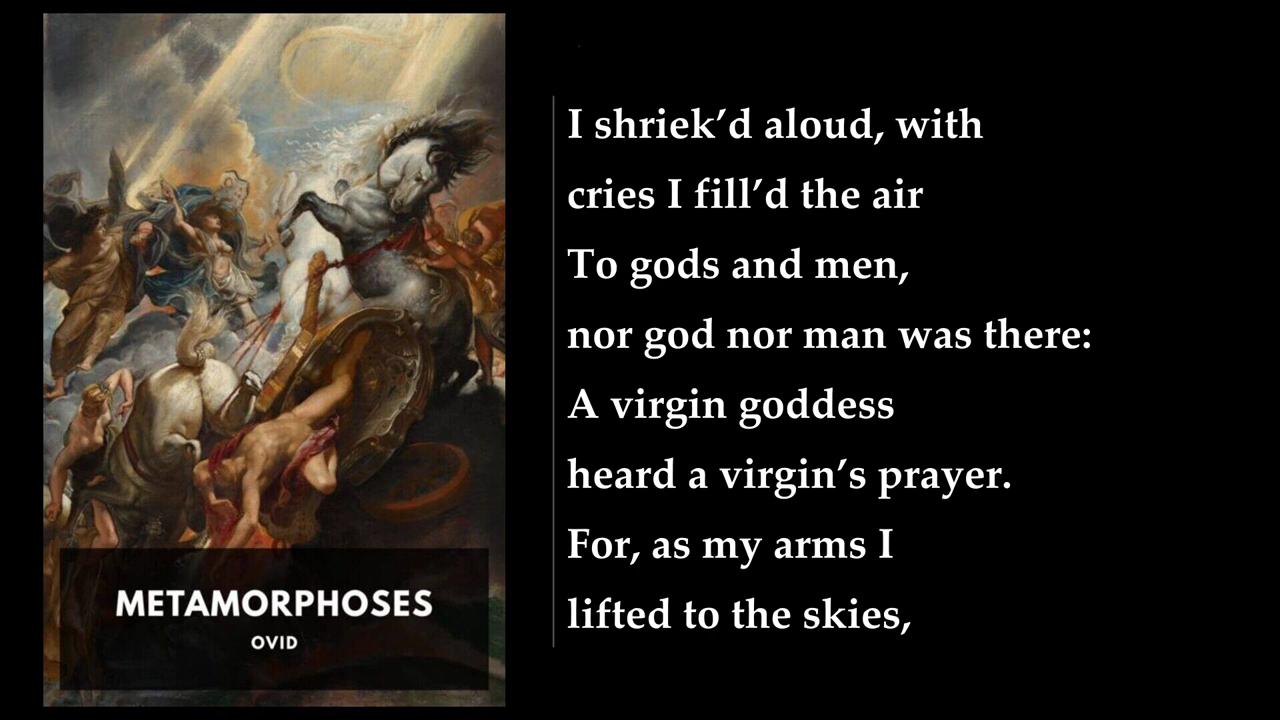 METAMORPHOSES
OVID
I shriek’d aloud, with
cries I fill’d the air
To gods and men,
nor god nor man was there:
A virgin goddess
heard a virgin’s prayer.
For, as my arms I
lifted to the skies,